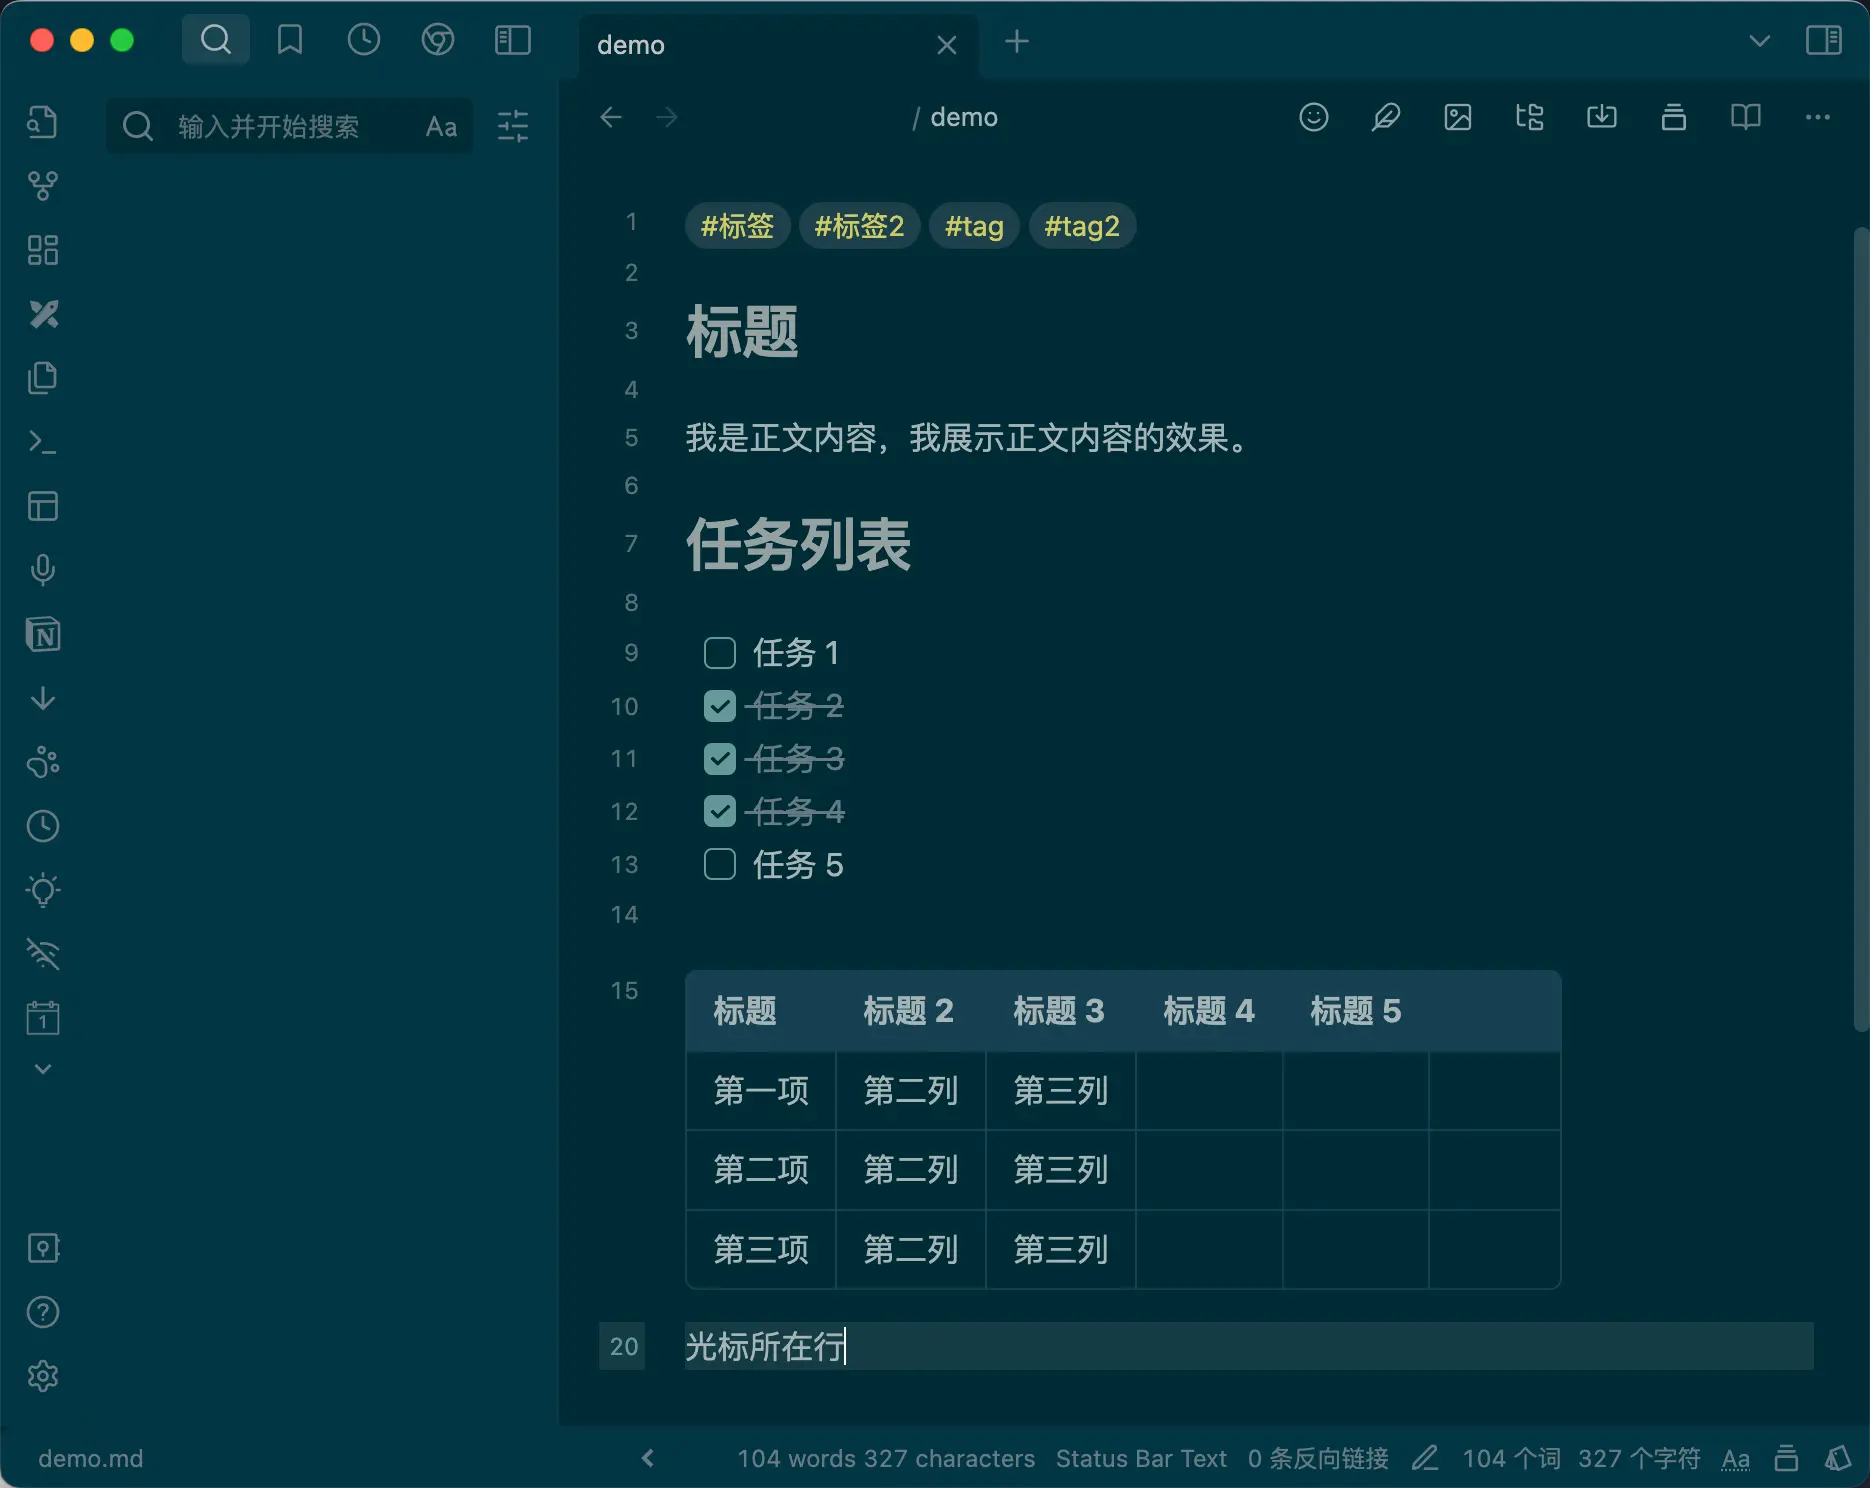 demo
输入并开始搜索 Aa
/ demo
1 #标签 #标签2 #tag #tag2
2
3 标题
4
5 我是正文内容，我展示正文内容的效果。
6
7 任务列表
8
9 任务 1
10 任务 2
11 任务 3
12 任务 4
13 任务 5
14
15
标题 标题 2 标题 3 标题 4 标题 5
第一项 第二列 第三列
第二项 第二列 第三列
第三项 第二列 第三列
20 光标所在行
demo.md 104 words 327 characters Status Bar Text 0 条反向链接 104 个词 327 个字符 Aa